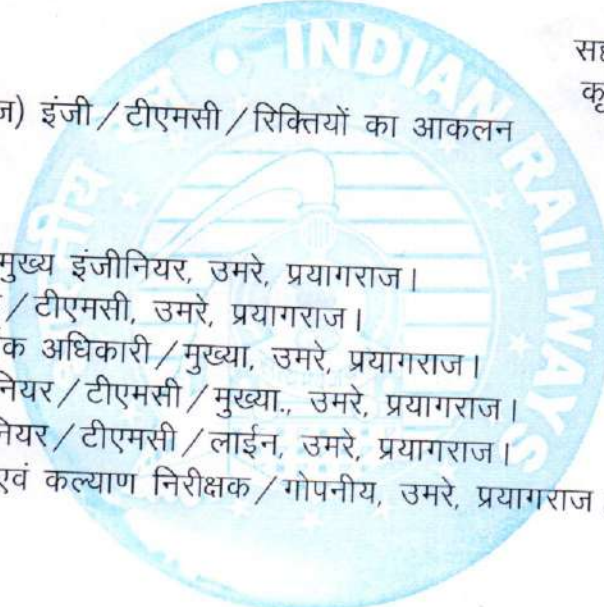 INDIAN RAILWAYS
ज) इंजी / टीएमसी / रिक्तियों का आकलन
मुख्य इंजीनियर, उमरे, प्रयागराज।
/ टीएमसी, उमरे, प्रयागराज।
क अधिकारी / मुख्या, उमरे, प्रयागराज।
नियर / टीएमसी / मुख्या., उमरे, प्रयागराज।
नियर / टीएमसी / लाईन, उमरे, प्रयागराज।
एवं कल्याण निरीक्षक / गोपनीय, उमरे, प्रयागराज